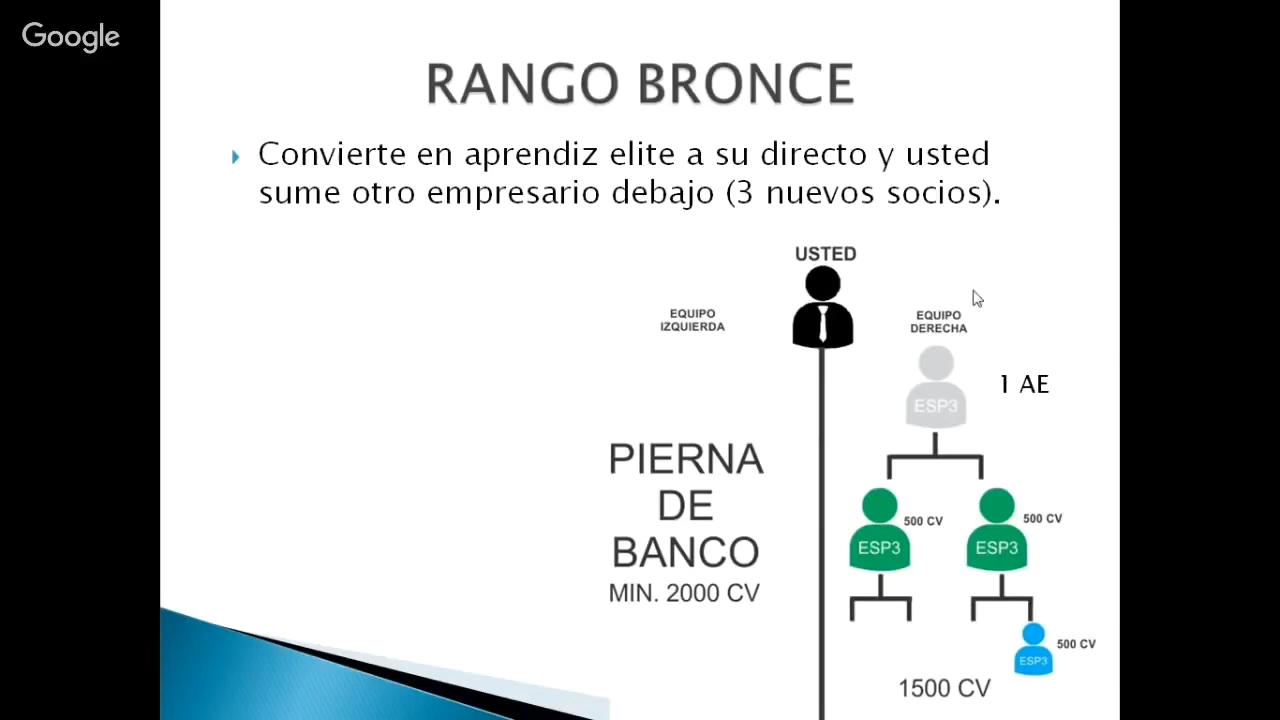 Google
RANGO BRONCE
Convierte en aprendiz elite a su directo y usted
sume otro empresario debajo (3 nuevos socios).
USTED
EQUIPO
IZQUIERDA
EQUIPO
DERECHA
ESP3
1 AE
PIERNA
DE
BANCO
MIN. 2000 CV
500 CV
ESP3
500 CV
ESP3
500 CV
ESP3
1500 CV